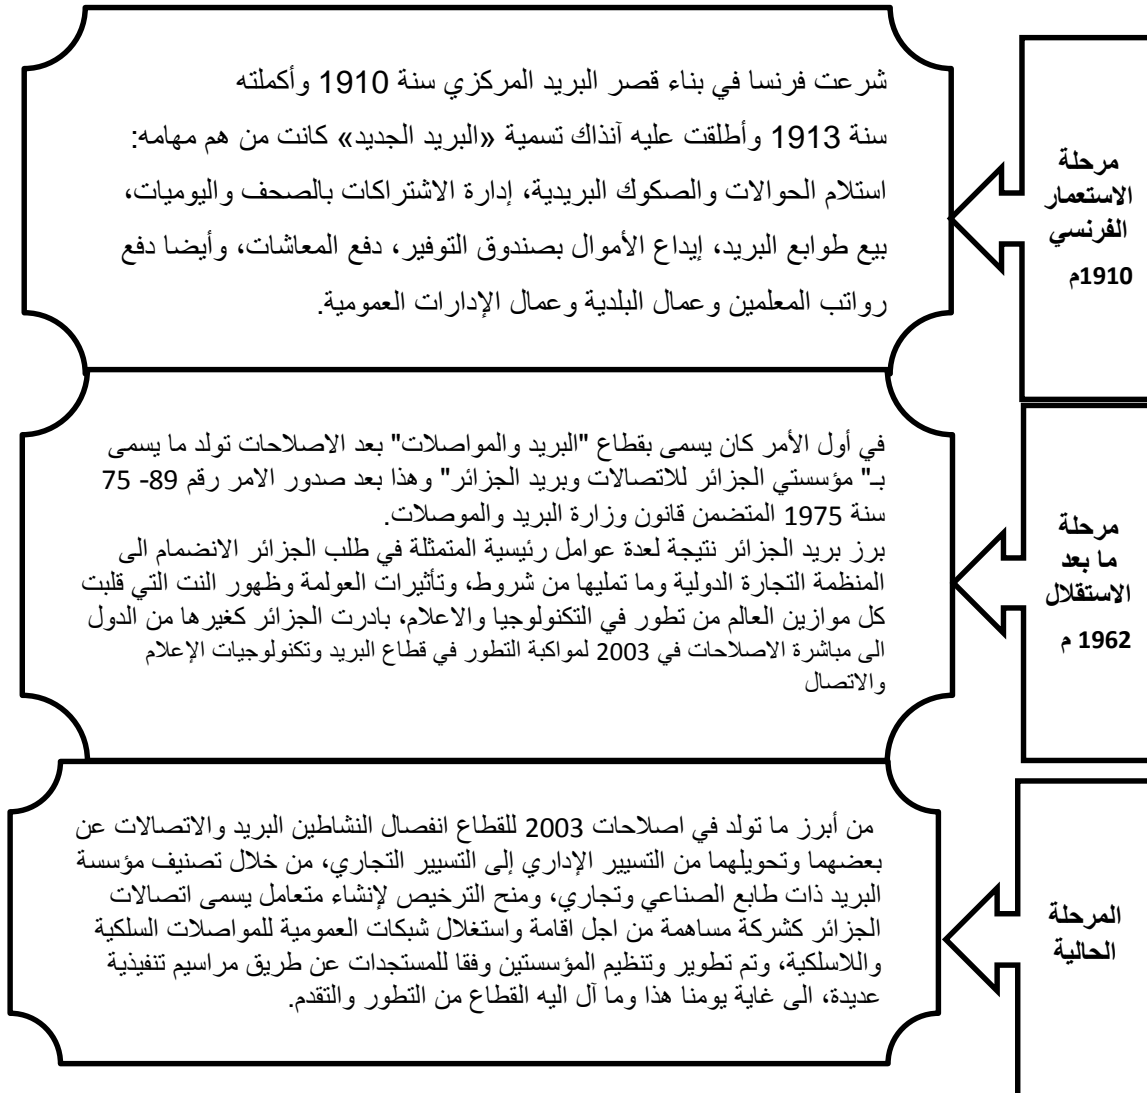 مرحلة
الاستعمار
الفرنسي
1910م
شرعت فرنسا في بناء قصر البريد المركزي سنة 1910 وأكملته
سنة 1913 وأطلقت عليه آنذاك تسمية «البريد الجديد» كانت من هم مهامه:
استلام الحوالات والصكوك البريدية، إدارة الاشتراكات بالصحف واليوميات،
بيع طوابع البريد، إيداع الأموال بصندوق التوفير، دفع المعاشات، وأيضا دفع
رواتب المعلمين وعمال البلدية وعمال الإدارات العمومية.
مرحلة
ما بعد
الاستقلال
1962 م
في أول الأمر كان يسمى بقطاع "البريد والمواصلات" بعد الاصلاحات تولد ما يسمى
بـ" مؤسستي الجزائر للاتصالات وبريد الجزائر" وهذا بعد صدور الامر رقم 89- 75
سنة 1975 المتضمن قانون وزارة البريد والموصلات.
برز بريد الجزائر نتيجة لعدة عوامل رئيسية المتمثلة في طلب الجزائر الانضمام الى
المنظمة التجارة الدولية وما تمليها من شروط، وتأثيرات العولمة وظهور النت التي قلبت
كل موازين العالم من تطور في التكنولوجيا والاعلام، بادرت الجزائر كغيرها من الدول
الى مباشرة الاصلاحات في 2003 لمواكبة التطور في قطاع البريد وتكنولوجيات الإعلام
والاتصال
المرحلة
الحالية
من أبرز ما تولد في اصلاحات 2003 للقطاع انفصال النشاطين البريد والاتصالات عن
بعضهما وتحويلهما من التسيير الإداري إلى التسيير التجاري، من خلال تصنيف مؤسسة
البريد ذات طابع الصناعي وتجاري، ومنح الترخيص لإنشاء متعامل يسمى اتصالات
الجزائر كشركة مساهمة من اجل اقامة واستغلال شبكات العمومية للمواصلات السلكية
واللاسلكية، وتم تطوير وتنظيم المؤسستين وفقا للمستجدات عن طريق مراسيم تنفيذية
عديدة، الى غاية يومنا هذا وما آل اليه القطاع من التطور والتقدم.